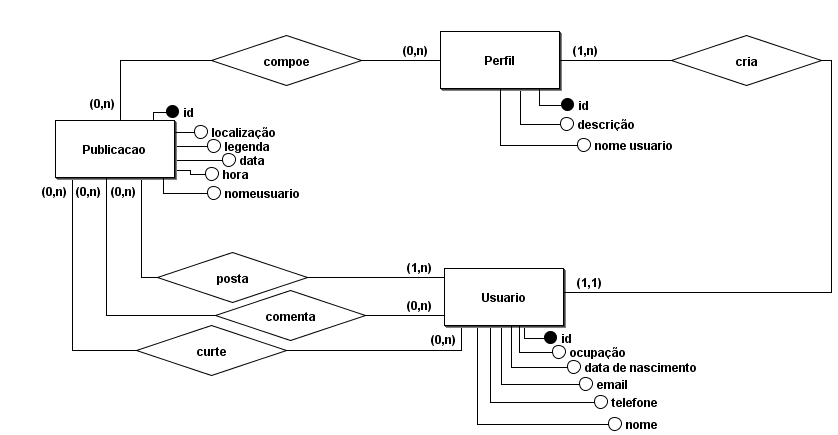 compoe
(0,n)
Perfil
(1,n)
cria
(0,n)
id
id
descrição
nome usuario
Publicacao
localização
legenda
data
hora
nomeusuario
(0,n)
(0,n)
(0,n)
posta
(1,n)
comenta
(0,n)
curte
(0,n)
Usuario
(1,1)
id
ocupação
data de nascimento
email
telefone
nome